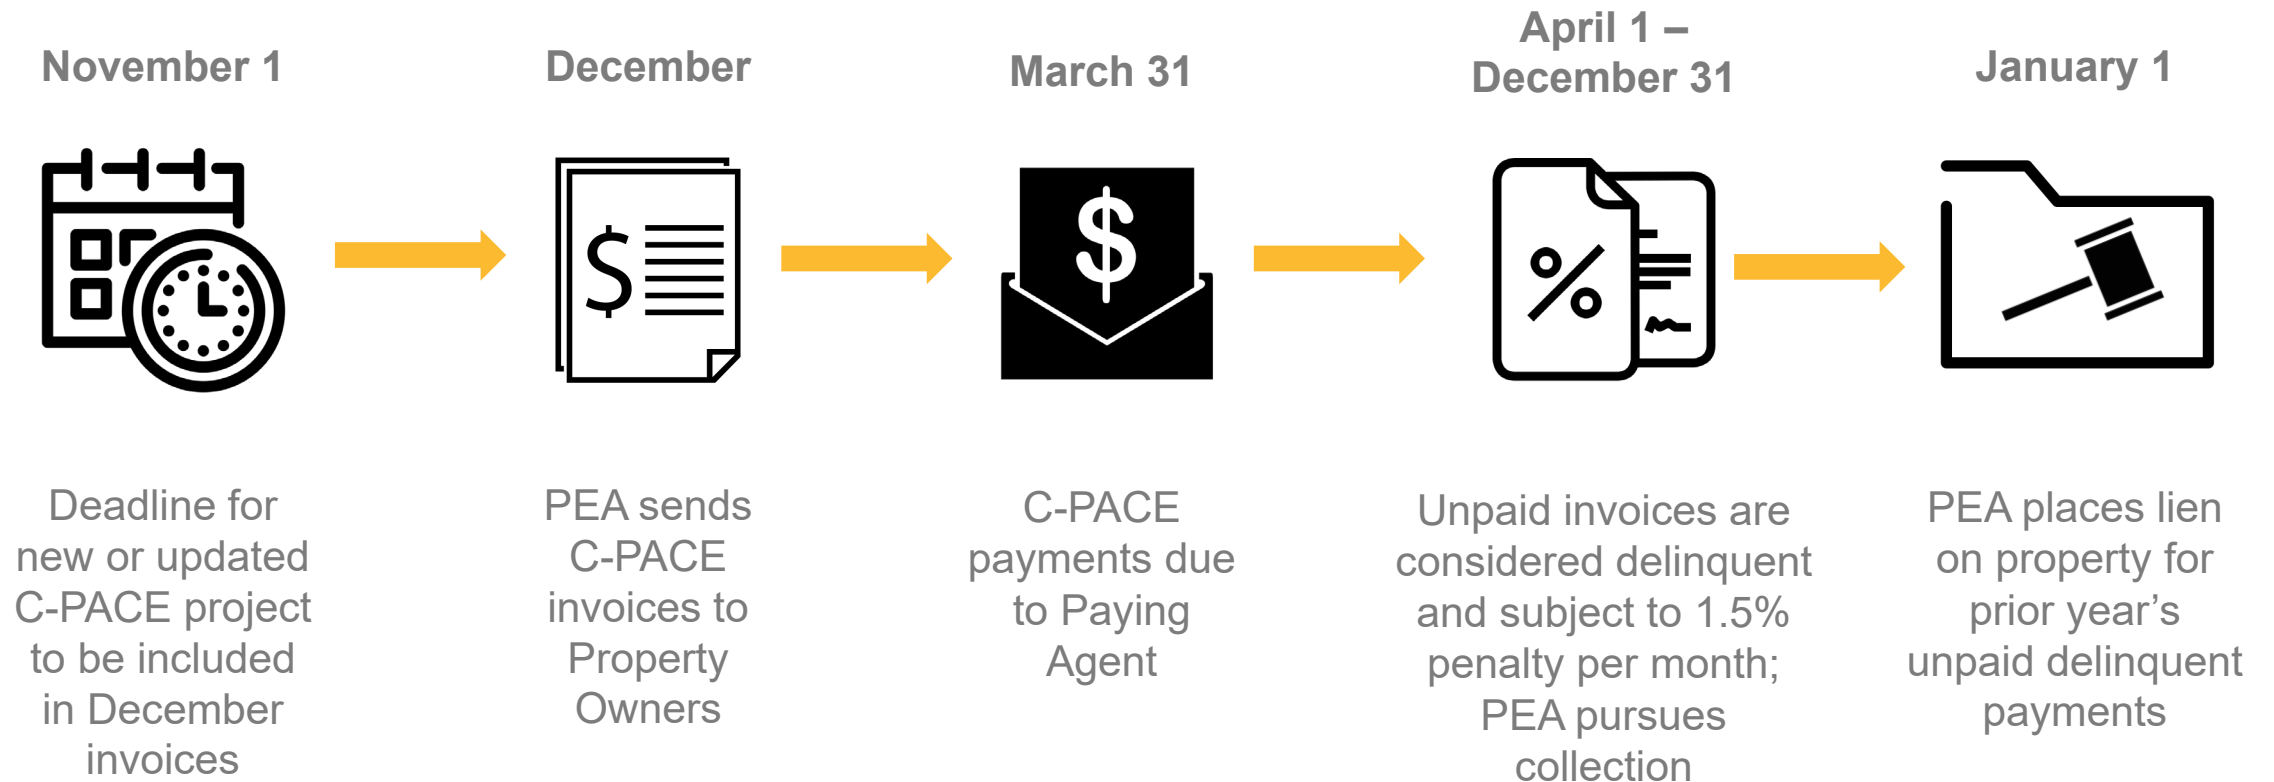 November 1
December
March 31
April 1 –
December 31
January 1
$
$
%
Deadline for
new or updated
C-PACE project
to be included
in December
invoices
PEA sends
C-PACE
invoices to
Property
Owners
C-PACE
payments due
to Paying
Agent
Unpaid invoices are
considered delinquent
and subject to 1.5%
penalty per month;
PEA pursues
collection
PEA places lien
on property for
prior year’s
unpaid delinquent
payments